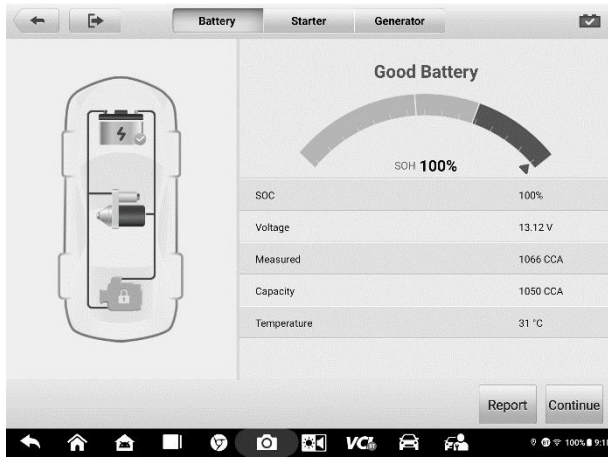 Battery
Starter
Generator
Good Battery
SOH 100%
SOC 100%
Voltage 13.12 V
Measured 1066 CCA
Capacity 1050 CCA
Temperature 31 °C
Report
Continue
VCI
100%